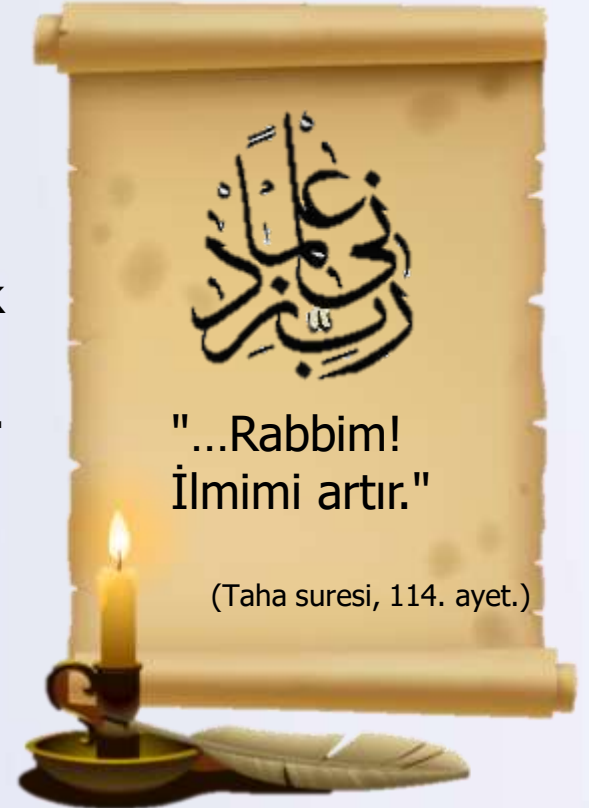 رب زدني علماً
"...Rabbim!
İlmimi artır."
(Taha suresi, 114. ayet.)